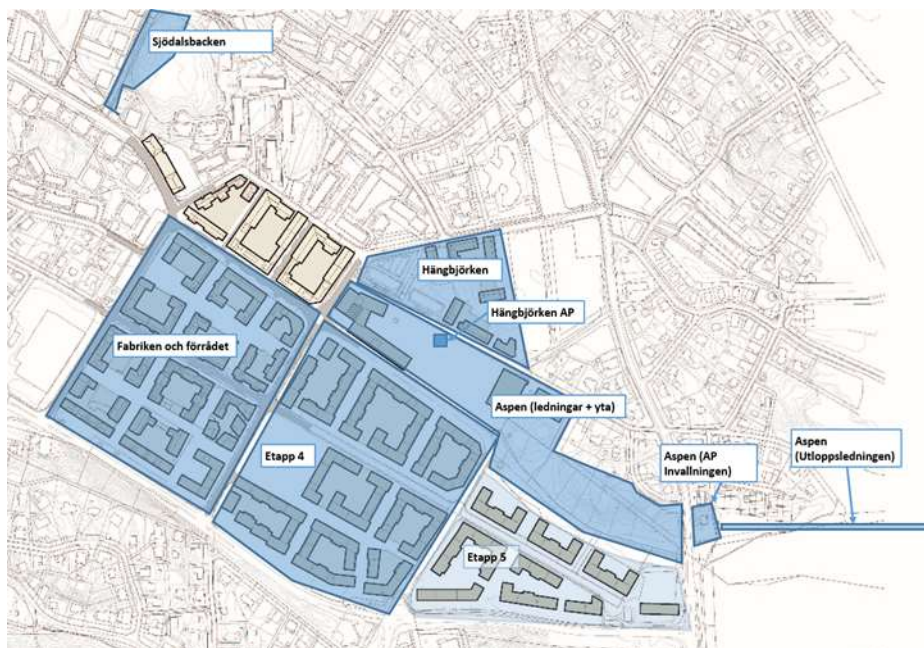 Sjödalsbacken
Hängbjörken
Hängbjörken AP
Fabriken och förrådet
Aspen (ledningar + yta)
Etapp 4
Aspen (AP
Invallningen)
Aspen
(Utloppsledningen)
Etapp 5